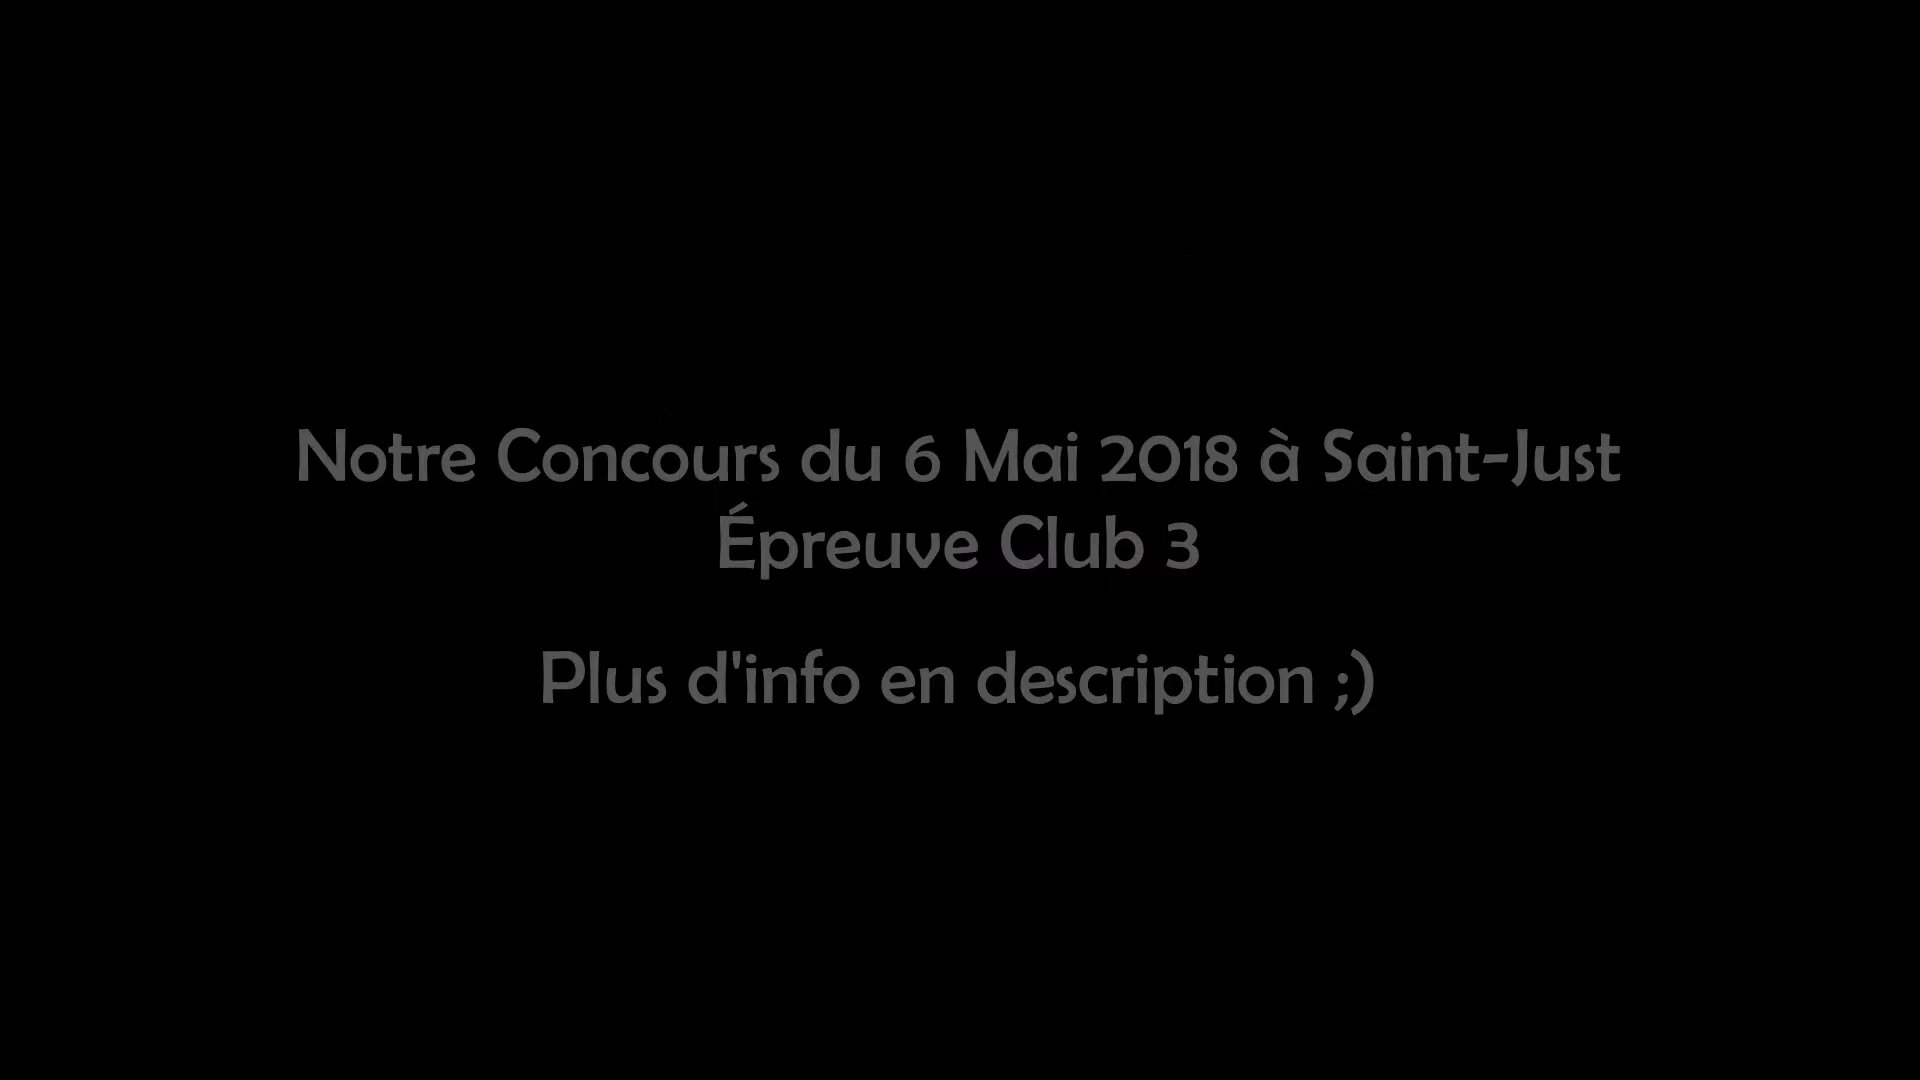 Notre Concours du 6 Mai 2018 à Saint-Just
Épreuve Club 3
Plus d'info en description ;)